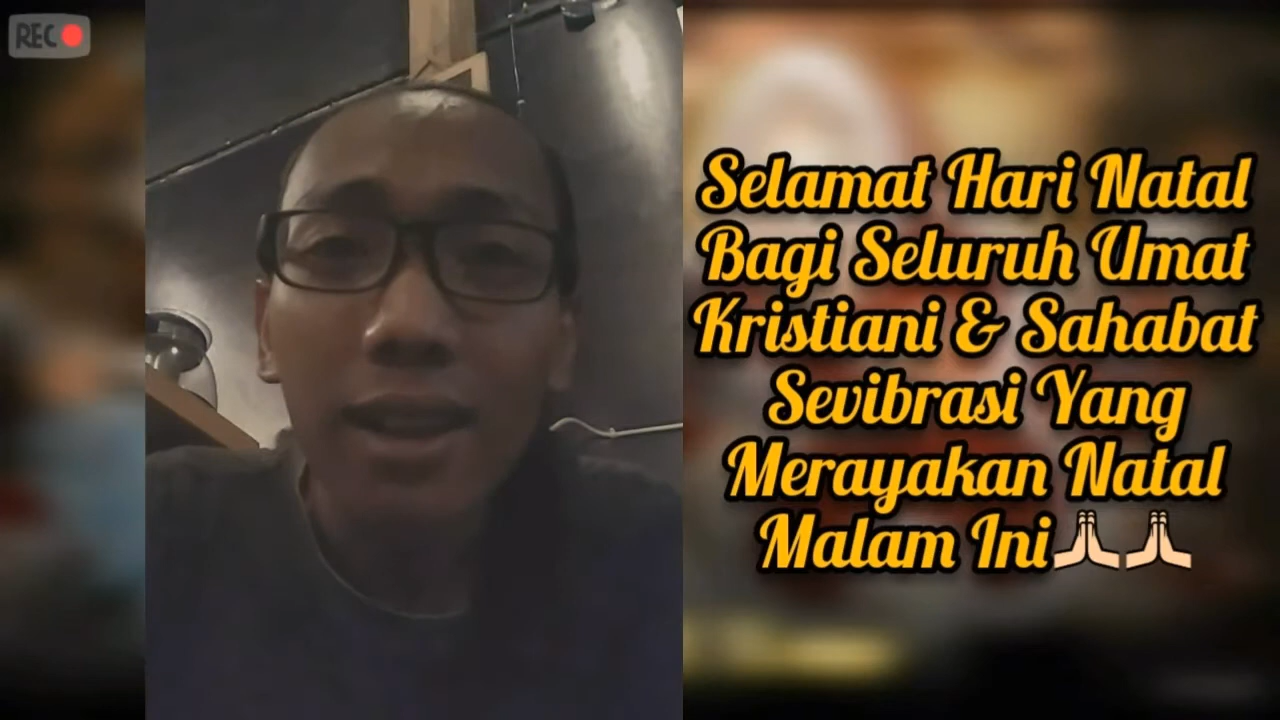 REC
Selamat Hari Natal
Bagi Seluruh Umat
Kristiani & Sahabat
Sevibrasi Yang
Merayakan Natal
Malam Ini🙏🏻🙏🏻